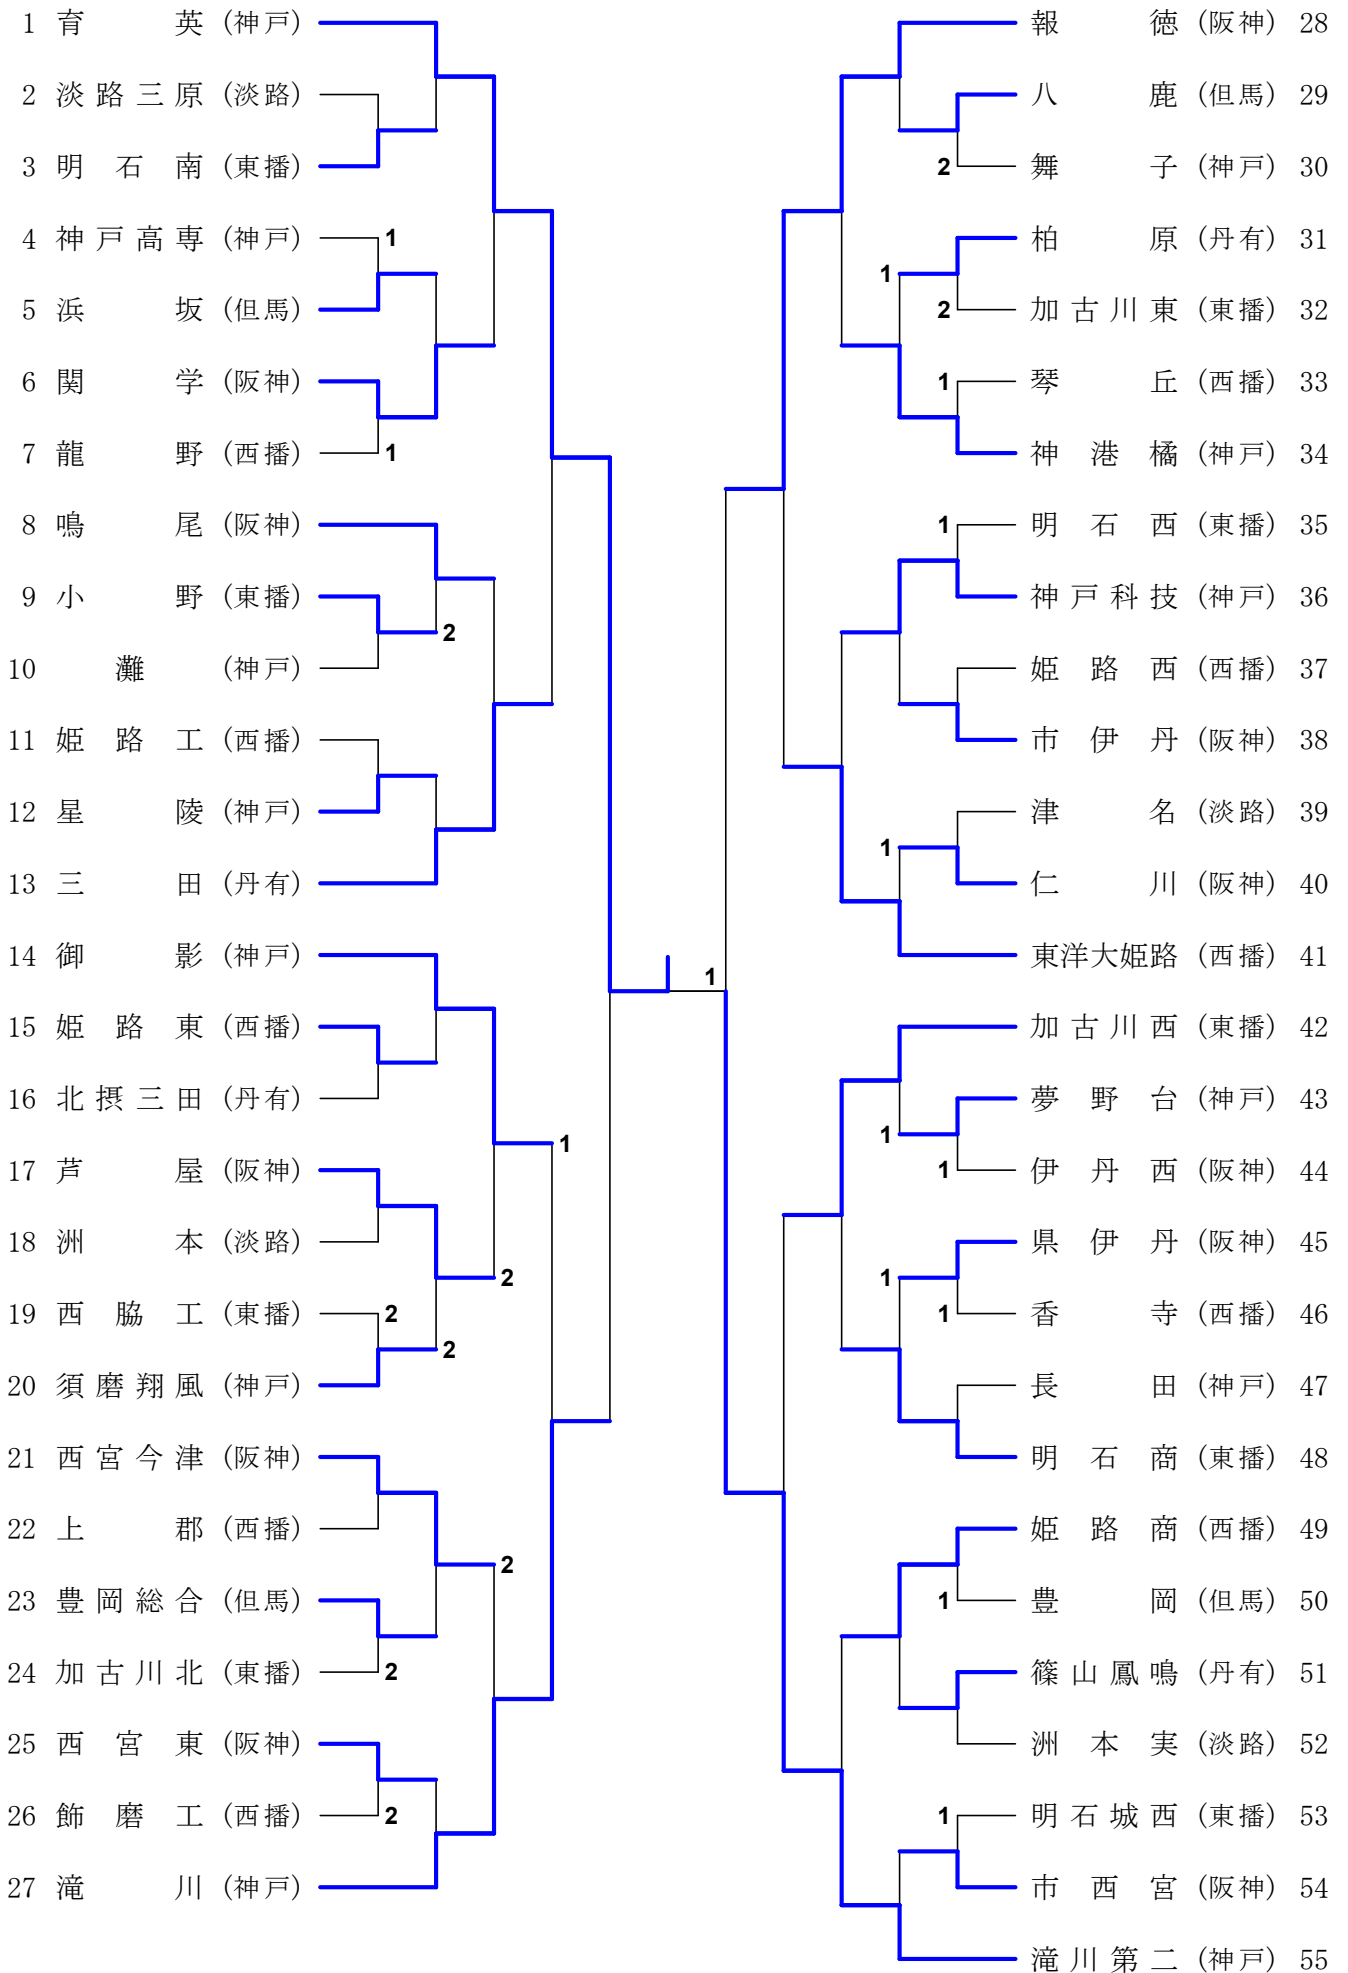 1 育英 (神戸)
2 淡路三原 (淡路)
3 明石南 (東播)
4 神戸高専 (神戸) 1
5 浜坂 (但馬)
6 関学 (阪神)
7 龍野 (西播) 1
8 鳴尾 (阪神)
9 小野 (東播)
2
10 灘 (神戸)
11 姫路工 (西播)
12 星陵 (神戸)
13 三田 (丹有)
14 御影 (神戸)
15 姫路東 (西播)
16 北摂三田 (丹有)
1
17 芦屋 (阪神)
18 洲本 (淡路)
2
19 西脇工 (東播) 2
2
20 須磨翔風 (神戸)
21 西宮今津 (阪神)
22 上郡 (西播)
2
23 豊岡総合 (但馬)
24 加古川北 (東播) 2
25 西宮東 (阪神)
26 飾磨工 (西播) 2
27 滝川 (神戸)
1
報徳 (阪神) 28
八鹿 (但馬) 29
2 舞子 (神戸) 30
柏原 (丹有) 31
1
2 加古川東 (東播) 32
1 琴丘 (西播) 33
神港橘 (神戸) 34
1 明石西 (東播) 35
神戸科技 (神戸) 36
姫路西 (西播) 37
市伊丹 (阪神) 38
津名 (淡路) 39
1
仁川 (阪神) 40
東洋大姫路 (西播) 41
加古川西 (東播) 42
夢野台 (神戸) 43
1
1 伊丹西 (阪神) 44
県伊丹 (阪神) 45
1
1 香寺 (西播) 46
長田 (神戸) 47
明石商 (東播) 48
姫路商 (西播) 49
1 豊岡 (但馬) 50
篠山鳳鳴 (丹有) 51
洲本実 (淡路) 52
1 明石城西 (東播) 53
市西宮 (阪神) 54
滝川第二 (神戸) 55